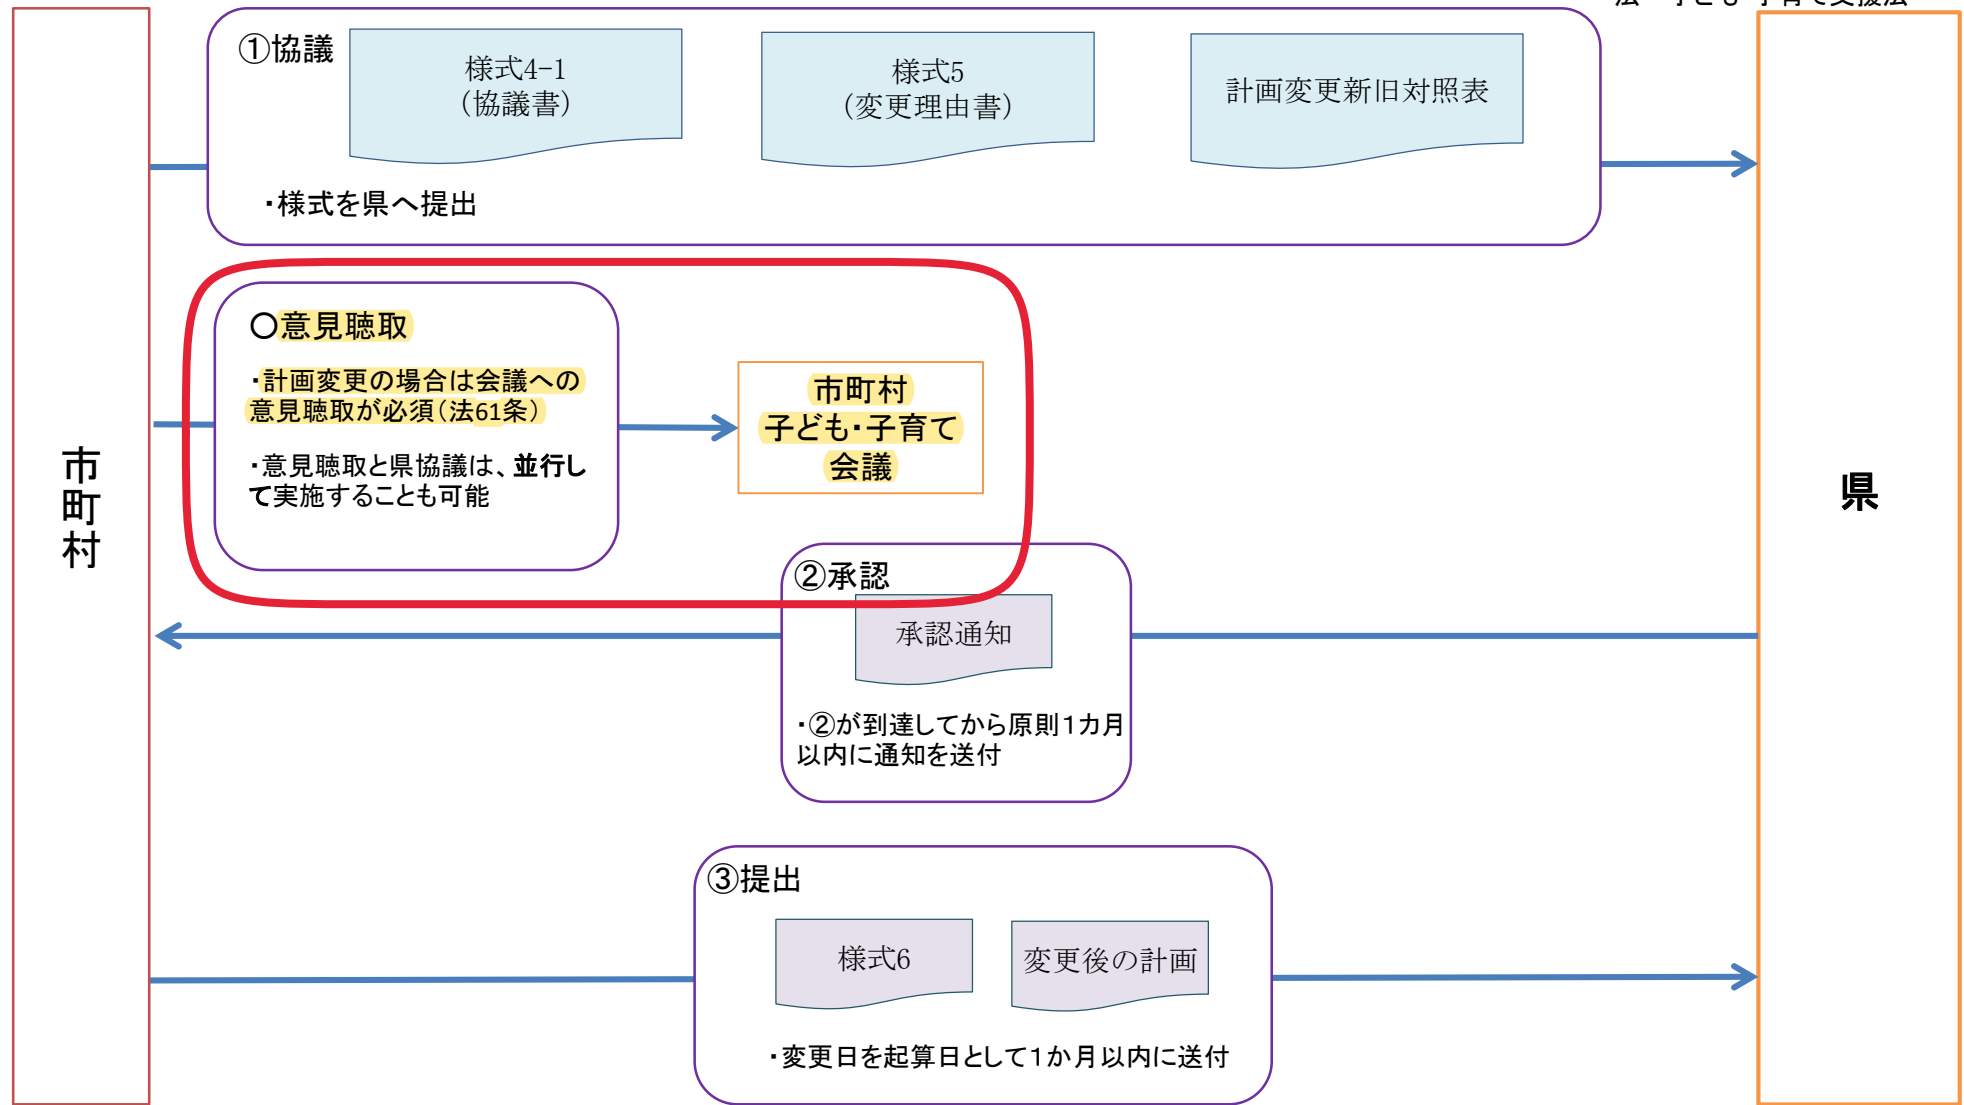 市町村
①協議
様式4-1
(協議書)
様式5
(変更理由書)
計画変更新旧対照表
・様式を県へ提出
〇意見聴取
・計画変更の場合は会議への
意見聴取が必須(法61条)
・意見聴取と県協議は、並行し
て実施することも可能
市町村
子ども・子育て
会議
②承認
承認通知
・②が到達してから原則1カ月
以内に通知を送付
③提出
様式6
変更後の計画
・変更日を起算日として1か月以内に送付
県